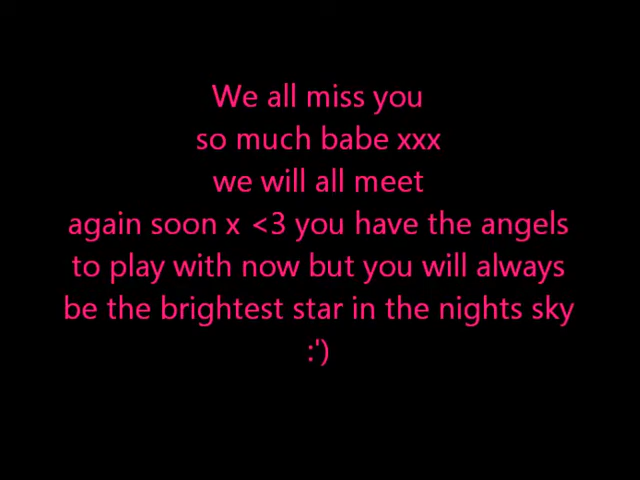 We all miss you
so much babe xxx
we will all meet
again soon x <3 you have the angels
to play with now but you will always
be the brightest star in the nights sky
:')